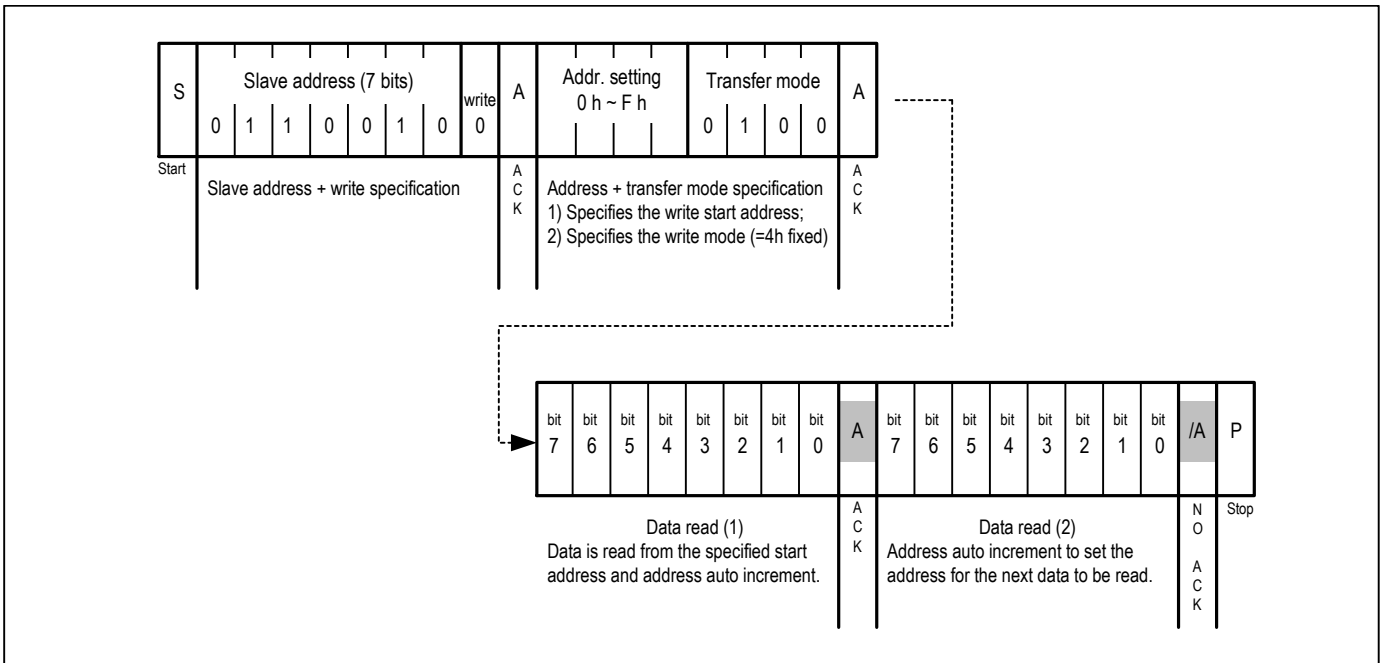 S
Slave address (7 bits)
write
A
Addr. setting
0 h ~ F h
Transfer mode
A
0 1 1 0 0 1 0 0
0 1 0 0
Start
Slave address + write specification
A
C
K
Address + transfer mode specification
1) Specifies the write start address;
2) Specifies the write mode (=4h fixed)
A
C
K
bit bit bit bit bit bit bit bit A bit bit bit bit bit bit bit bit /A P
7 6 5 4 3 2 1 0 7 6 5 4 3 2 1 0
Data read (1)
Data is read from the specified start
address and address auto increment.
A
C
K
Data read (2)
Address auto increment to set the
address for the next data to be read.
N
O
A
C
K
Stop